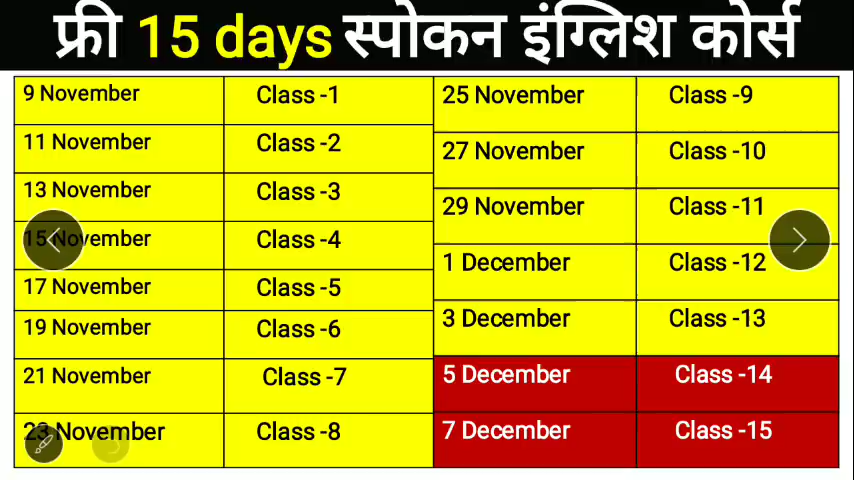 फ्री 15 days स्पोकन इंग्लिश कोर्स
9 November Class -1
11 November Class -2
13 November Class -3
15 November Class -4
17 November Class -5
19 November Class -6
21 November Class -7
23 November Class -8
25 November Class -9
27 November Class -10
29 November Class -11
1 December Class -12
3 December Class -13
5 December Class -14
7 December Class -15